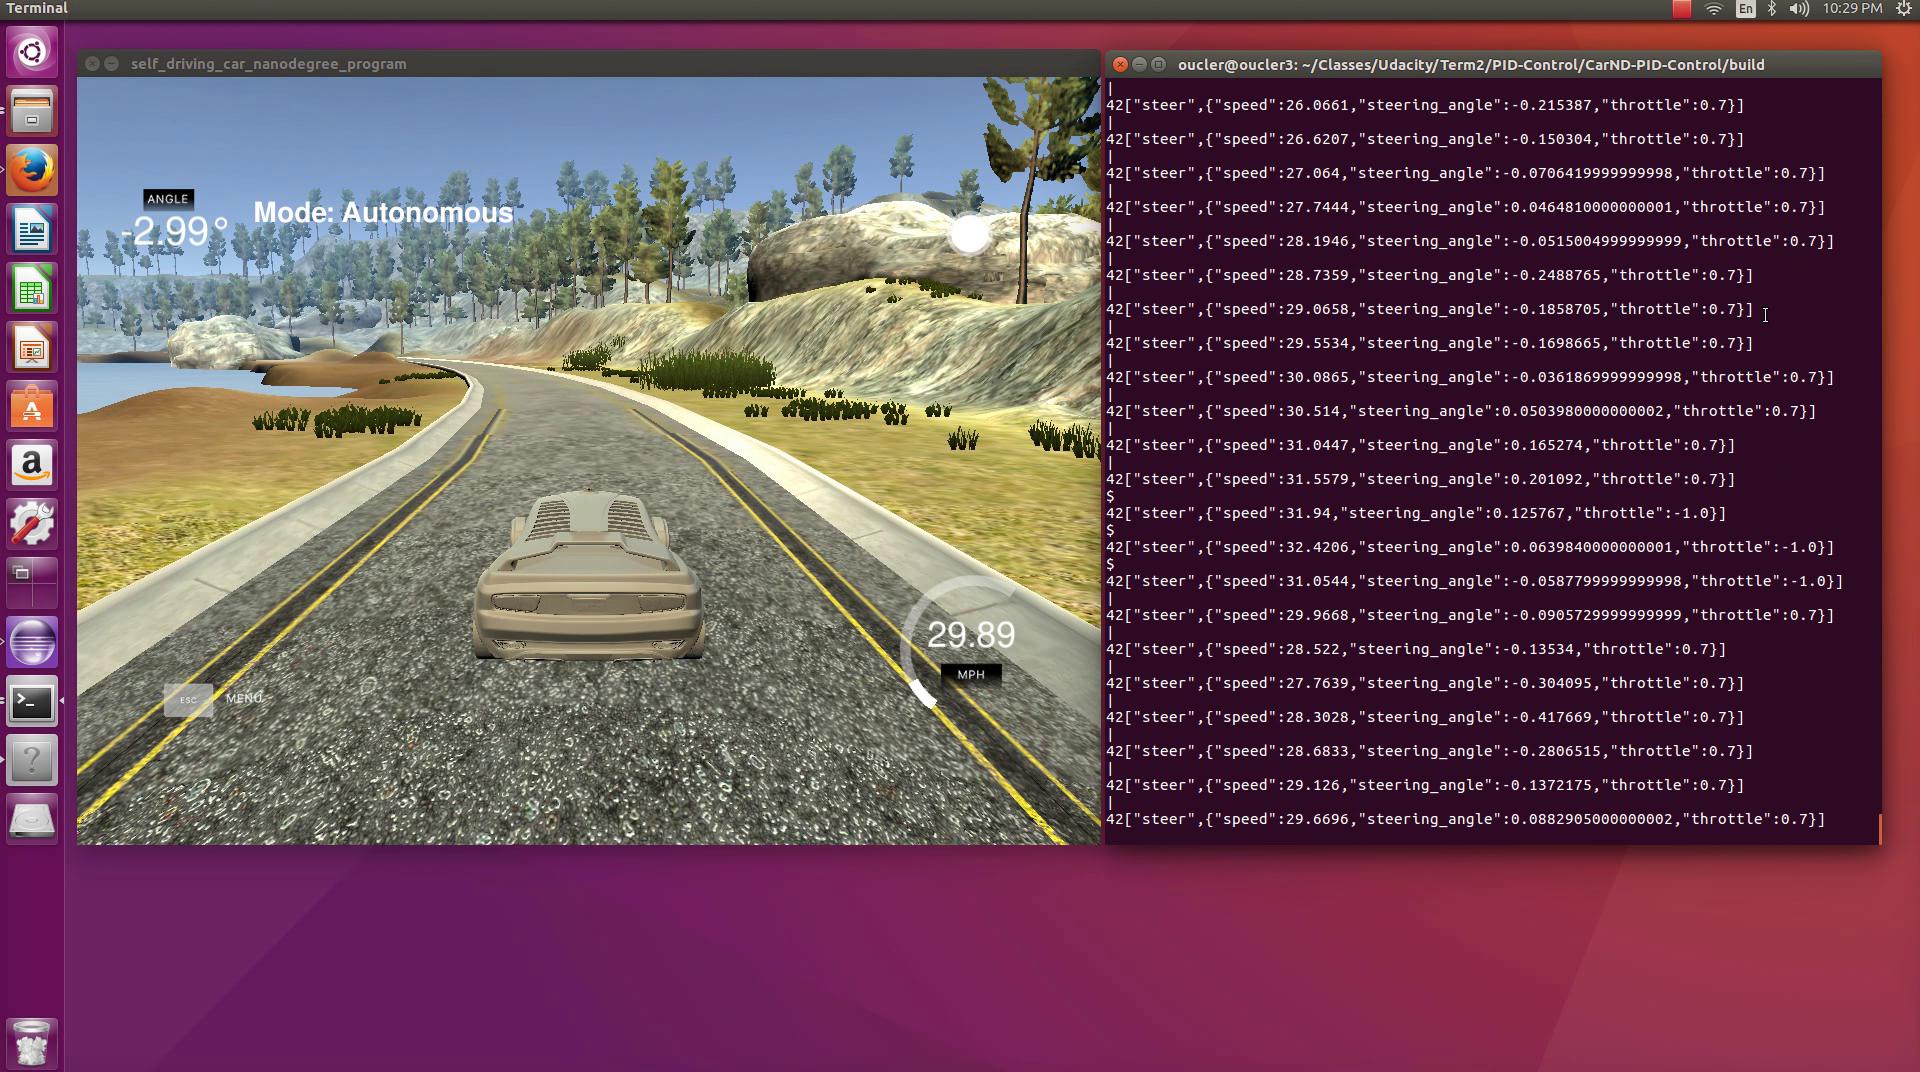 Terminal
En
10:29 PM
self_driving_car_nanodegree_program
ANGLE
-2.99°
Mode: Autonomous
29.89
MPH
ESC
MENU
oucler@oucler3: ~/Classes/Udacity/Term2/PID-Control/CarND-PID-Control/build
|
42["steer",{"speed":26.0661,"steering_angle":-0.215387,"throttle":0.7}]
|
42["steer",{"speed":26.6207,"steering_angle":-0.150304,"throttle":0.7}]
|
42["steer",{"speed":27.064,"steering_angle":-0.0706419999999998,"throttle":0.7}]
|
42["steer",{"speed":27.7444,"steering_angle":0.0464810000000001,"throttle":0.7}]
|
42["steer",{"speed":28.1946,"steering_angle":-0.0515004999999999,"throttle":0.7}]
|
42["steer",{"speed":28.7359,"steering_angle":-0.2488765,"throttle":0.7}]
|
42["steer",{"speed":29.0658,"steering_angle":-0.1858705,"throttle":0.7}]
|
42["steer",{"speed":29.5534,"steering_angle":-0.1698665,"throttle":0.7}]
|
42["steer",{"speed":30.0865,"steering_angle":-0.0361869999999998,"throttle":0.7}]
|
42["steer",{"speed":30.514,"steering_angle":0.0503980000000002,"throttle":0.7}]
|
42["steer",{"speed":31.0447,"steering_angle":0.165274,"throttle":0.7}]
|
42["steer",{"speed":31.5579,"steering_angle":0.201092,"throttle":0.7}]
$
42["steer",{"speed":31.94,"steering_angle":0.125767,"throttle":-1.0}]
$
42["steer",{"speed":32.4206,"steering_angle":0.0639840000000001,"throttle":-1.0}]
$
42["steer",{"speed":31.0544,"steering_angle":-0.0587799999999998,"throttle":-1.0}]
|
42["steer",{"speed":29.9668,"steering_angle":-0.0905729999999999,"throttle":0.7}]
|
42["steer",{"speed":28.522,"steering_angle":-0.13534,"throttle":0.7}]
|
42["steer",{"speed":27.7639,"steering_angle":-0.304095,"throttle":0.7}]
|
42["steer",{"speed":28.3028,"steering_angle":-0.417669,"throttle":0.7}]
|
42["steer",{"speed":28.6833,"steering_angle":-0.2806515,"throttle":0.7}]
|
42["steer",{"speed":29.126,"steering_angle":-0.1372175,"throttle":0.7}]
|
42["steer",{"speed":29.6696,"steering_angle":0.0882905000000002,"throttle":0.7}]